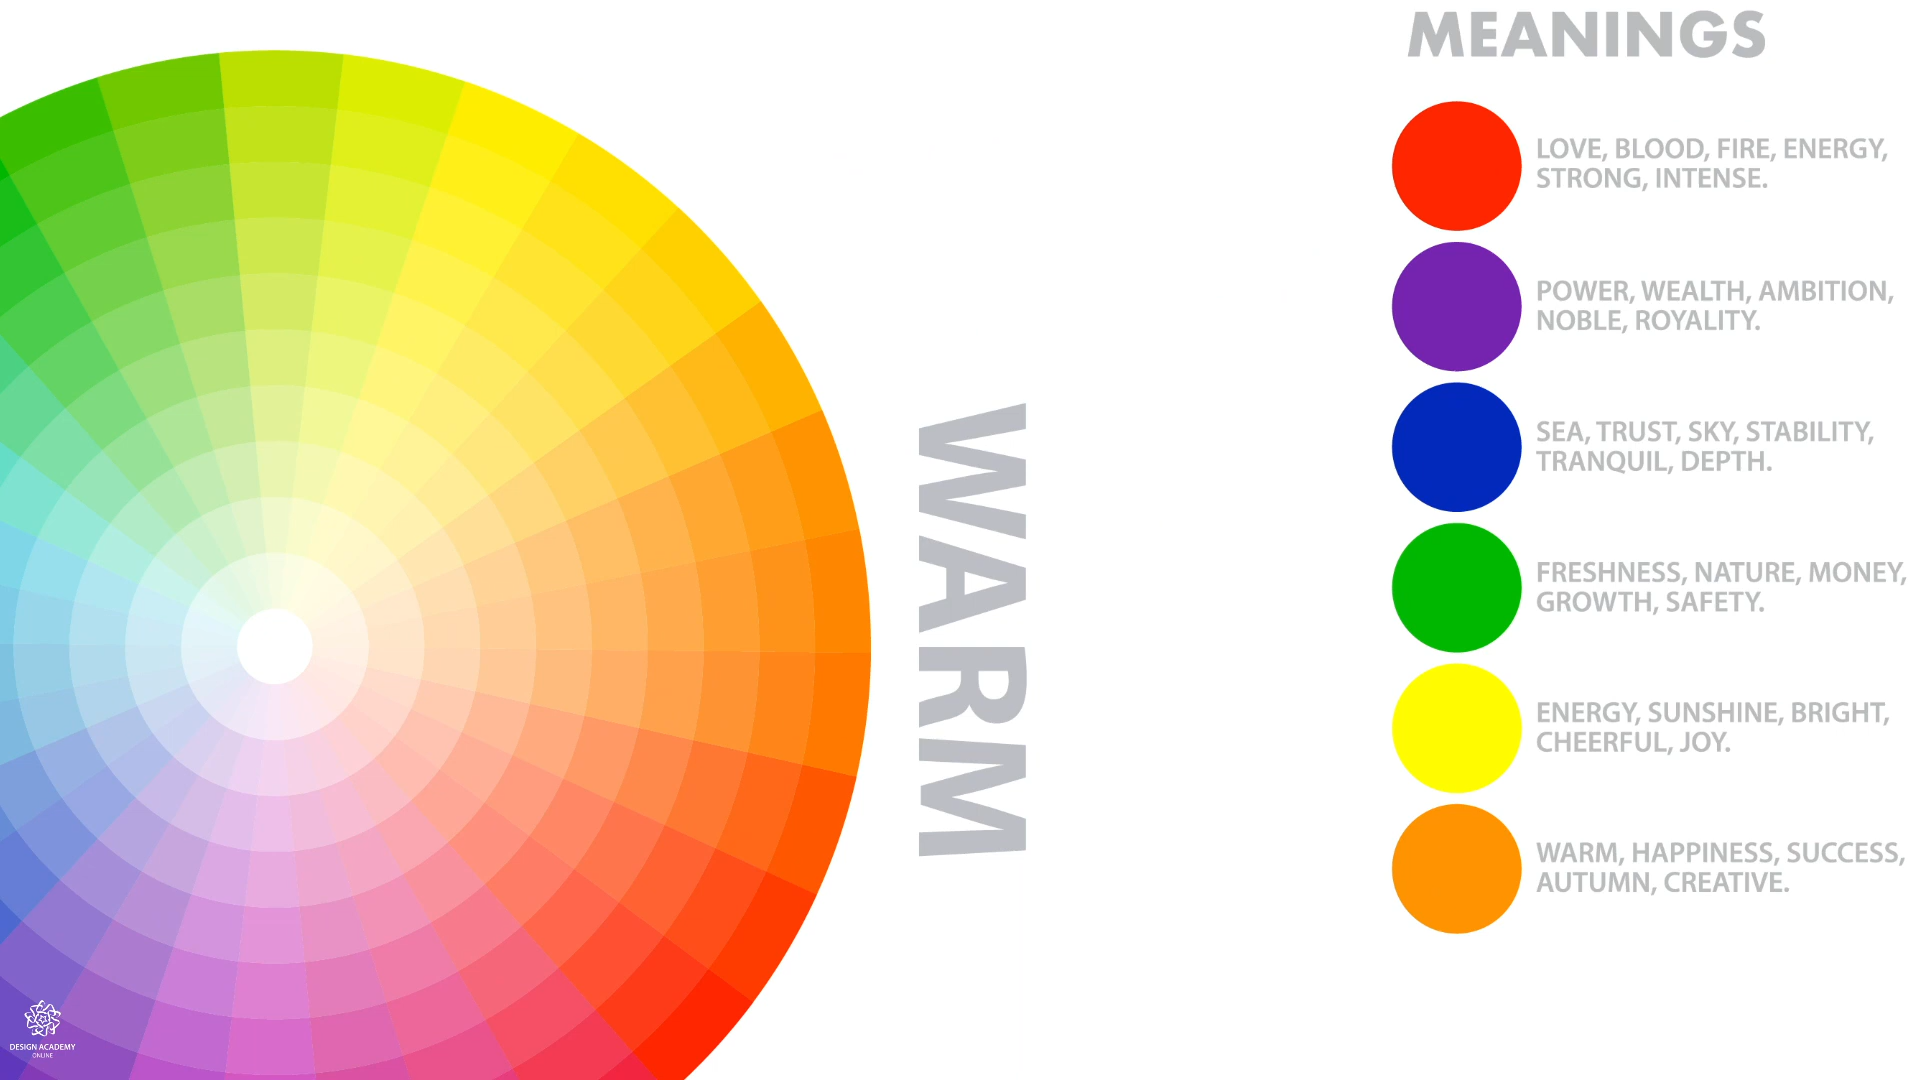 MEANINGS
LOVE, BLOOD, FIRE, ENERGY,
STRONG, INTENSE.
POWER, WEALTH, AMBITION,
NOBLE, ROYALITY.
SEA, TRUST, SKY, STABILITY,
TRANQUIL, DEPTH.
FRESHNESS, NATURE, MONEY,
GROWTH, SAFETY.
ENERGY, SUNSHINE, BRIGHT,
CHEERFUL, JOY.
WARM, HAPPINESS, SUCCESS,
AUTUMN, CREATIVE.
WARM
DESIGN ACADEMY
ONLINE